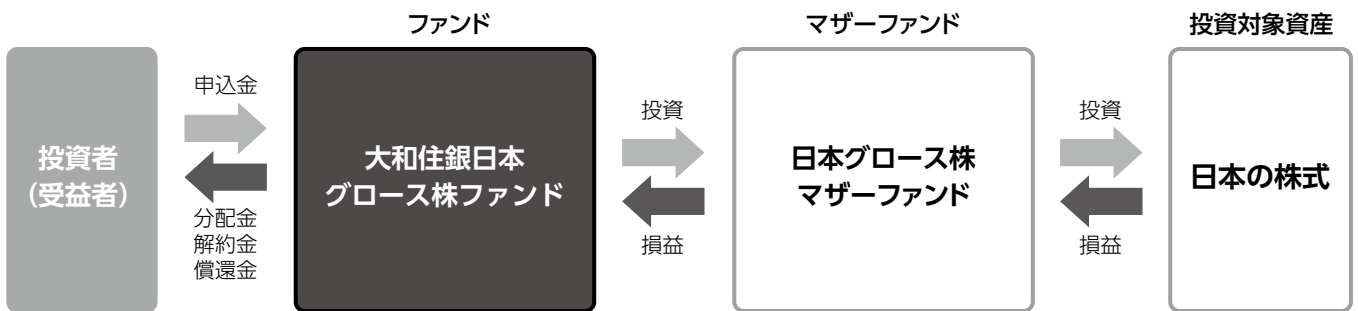 ファンド
マザーファンド
投資対象資産
投資者
(受益者)
申込金
分配金
解約金
償還金
大和住銀日本
グロース株ファンド
投資
損益
日本グロース株
マザーファンド
投資
損益
日本の株式